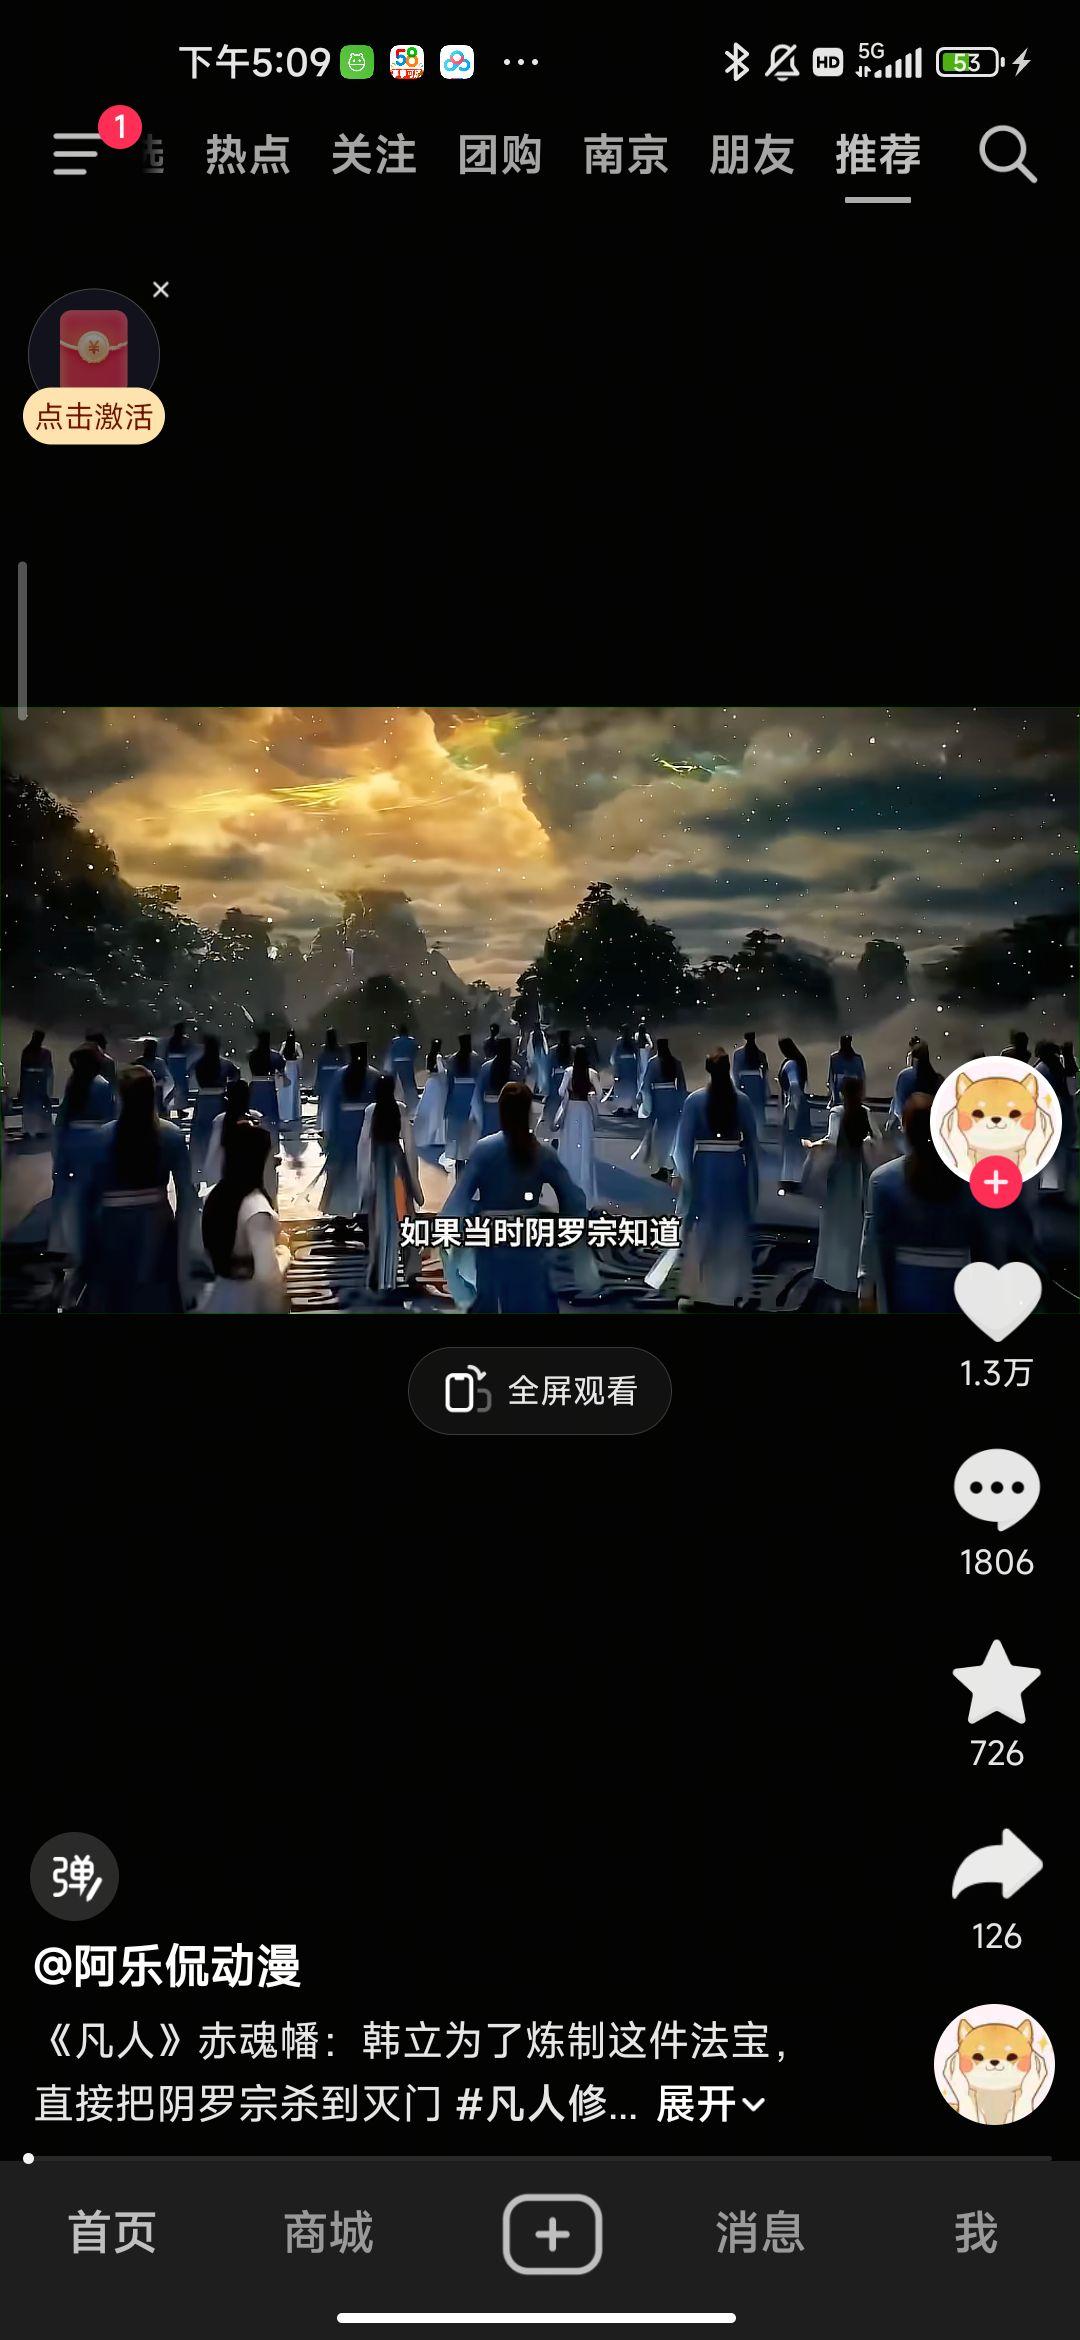 下午5:09
58
HD
5G
53
1
选 热点 关注 团购 南京 朋友 推荐
点击激活
如果当时阴罗宗知道
全屏观看
1.3万
1806
726
126
弹
@阿乐侃动漫
《凡人》赤魂幡：韩立为了炼制这件法宝，
直接把阴罗宗杀到灭门 #凡人修... 展开
首页 商城 消息 我